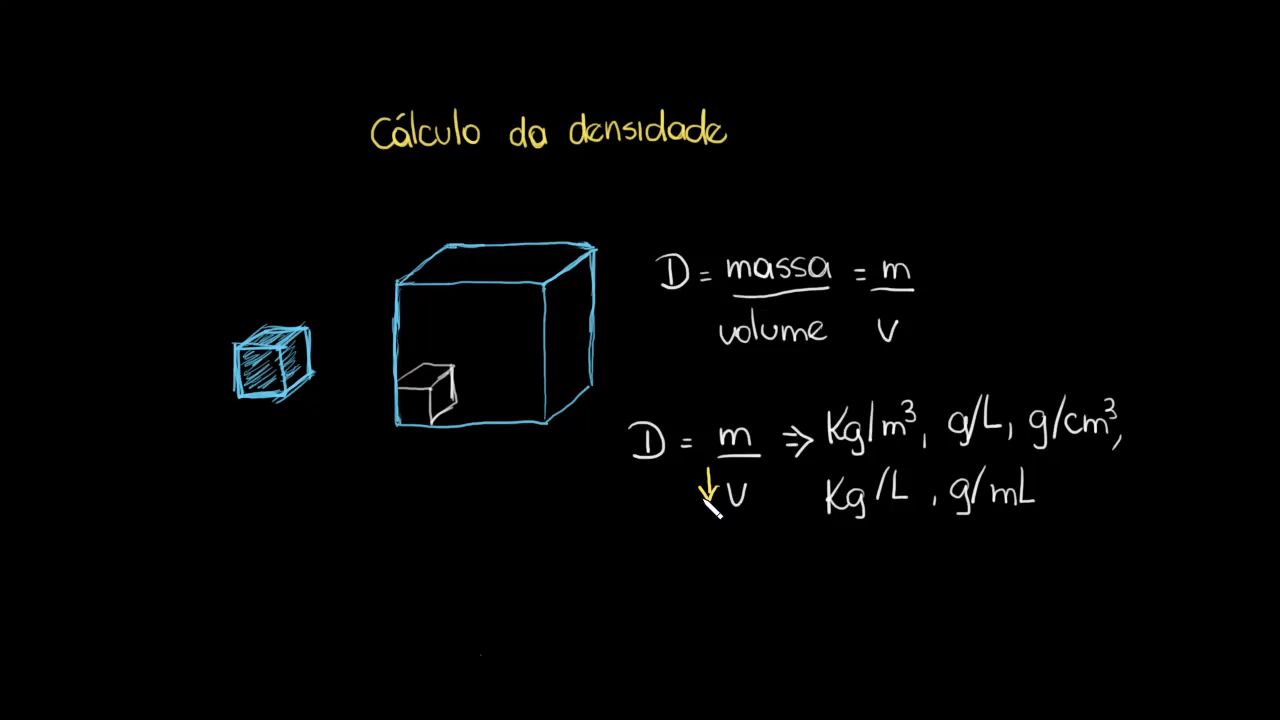 Cálculo da densidade
D = massa = m
volume V
D = m ⇒ Kg/m³, g/L, g/cm³,
V Kg/L, g/mL